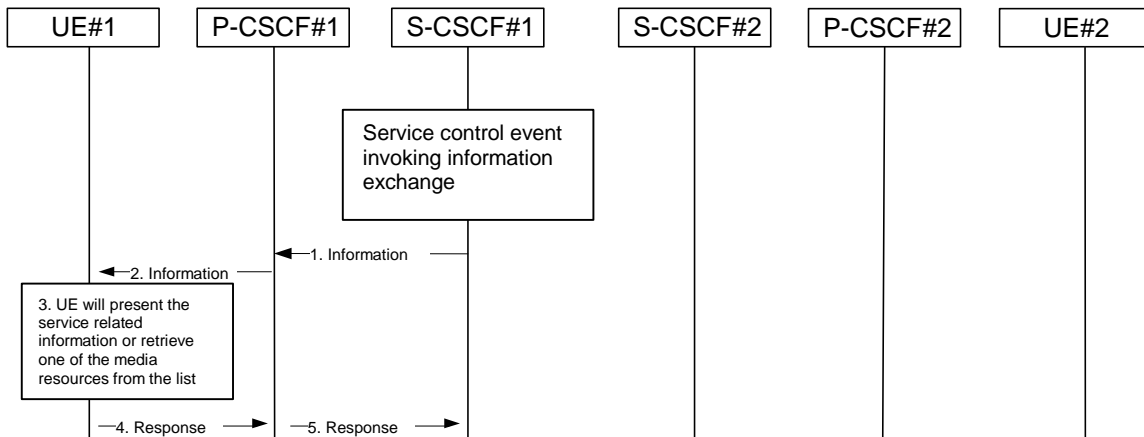 UE#1
P-CSCF#1
S-CSCF#1
S-CSCF#2
P-CSCF#2
UE#2
Service control event
invoking information
exchange
1. Information
2. Information
3. UE will present the
service related
information or retrieve
one of the media
resources from the list
4. Response
5. Response